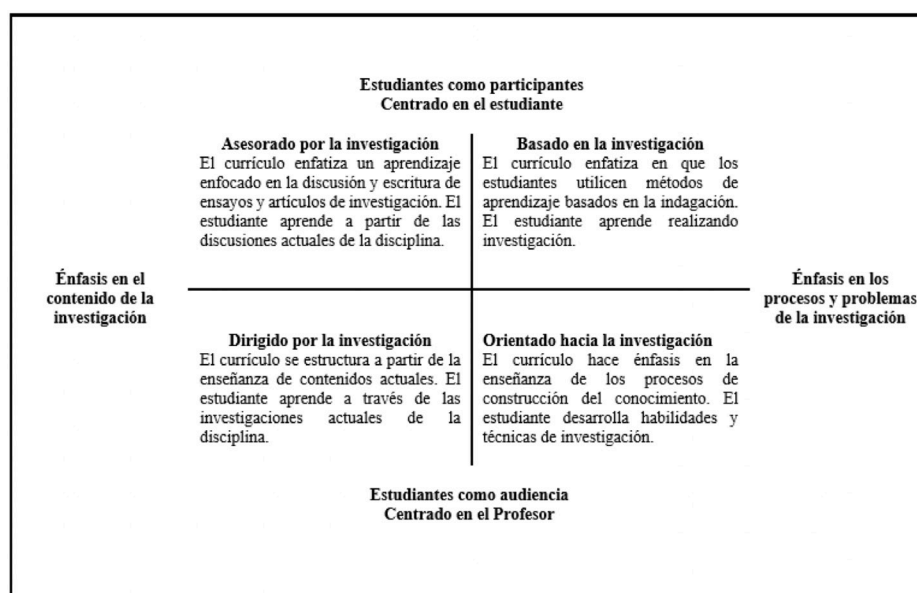 Estudiantes como participantes
Centrado en el estudiante
Asesorado por la investigación
El currículo enfatiza un aprendizaje
enfocado en la discusión y escritura de
ensayos y artículos de investigación. El
estudiante aprende a partir de las
discusiones actuales de la disciplina.
Basado en la investigación
El currículo enfatiza en que los
estudiantes utilicen métodos de
aprendizaje basados en la indagación.
El estudiante aprende realizando
investigación.
Énfasis en el
contenido de la
investigación
Énfasis en los
procesos y problemas
de la investigación
Dirigido por la investigación
El currículo se estructura a partir de la
enseñanza de contenidos actuales. El
estudiante aprende a través de las
investigaciones actuales de la
disciplina.
Orientado hacia la investigación
El currículo hace énfasis en la
enseñanza de los procesos de
construcción del conocimiento. El
estudiante desarrolla habilidades y
técnicas de investigación.
Estudiantes como audiencia
Centrado en el Profesor